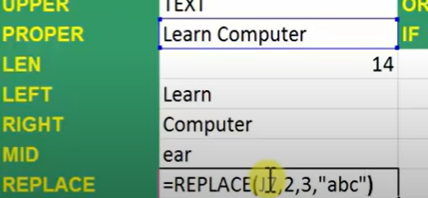 UPPER TEXT OR
PROPER Learn Computer IF
LEN 14
LEFT Learn
RIGHT Computer
MID ear
REPLACE =REPLACE(J7,2,3,"abc")